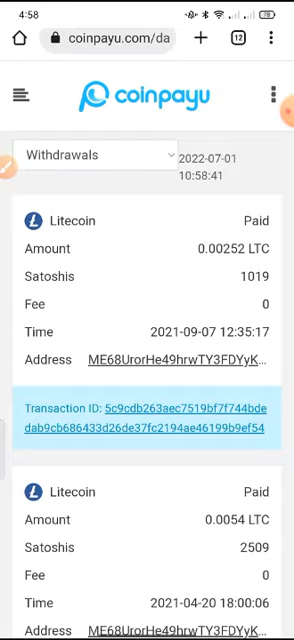 4:58
78
coinpayu.com/da
12
coinpayu
Withdrawals
2022-07-01
10:58:41
Litecoin Paid
Amount 0.00252 LTC
Satoshis 1019
Fee 0
Time 2021-09-07 12:35:17
Address ME68UrorHe49hrwTY3FDYyK...
Transaction ID: 5c9cdb263aec7519bf7f744bde
dab9cb686433d26de37fc2194ae46199b9ef54
Litecoin Paid
Amount 0.0054 LTC
Satoshis 2509
Fee 0
Time 2021-04-20 18:00:06
Address ME68UrorHe49hrwTY3FDYyK...